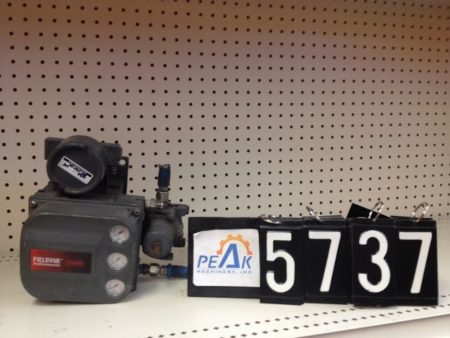 PEAK
MACHINERY, INC
5737
FIELDVUE